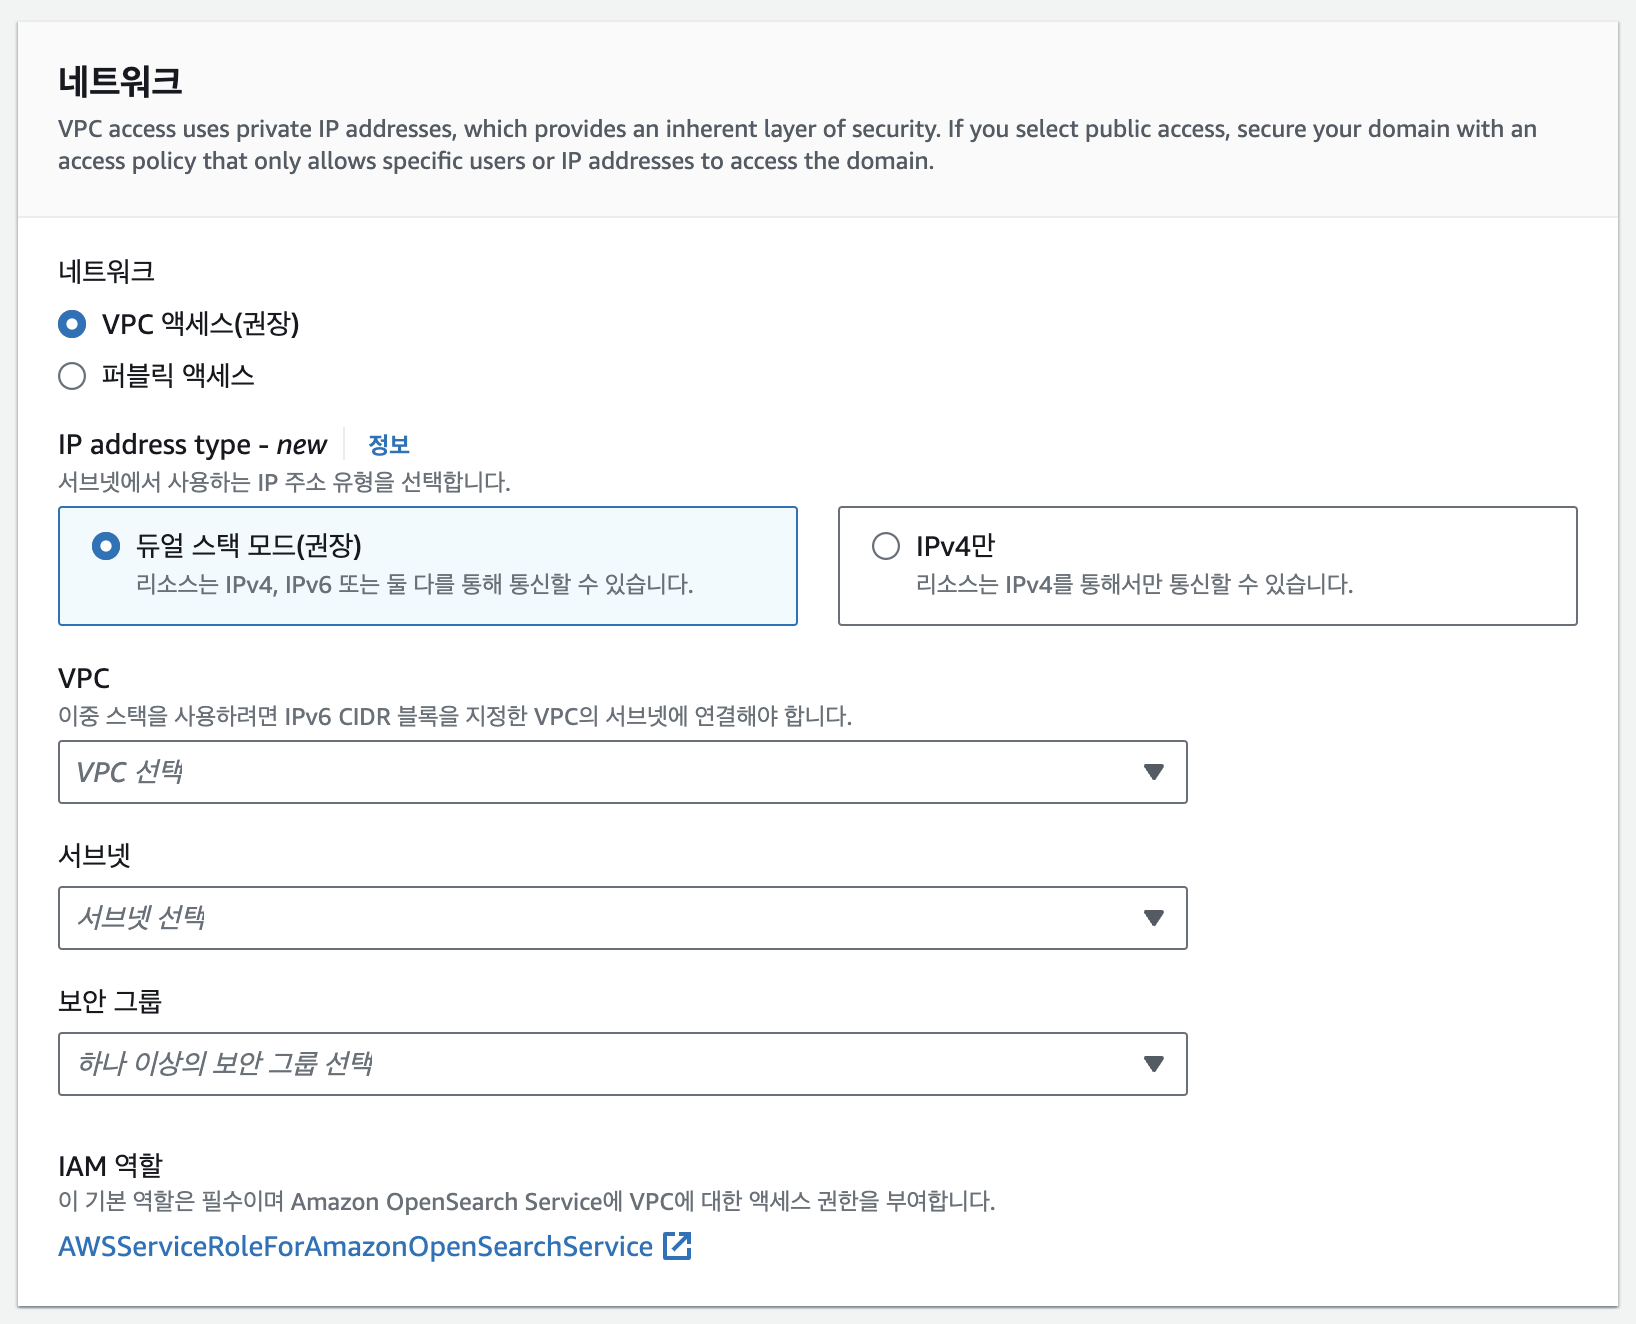 네트워크
VPC access uses private IP addresses, which provides an inherent layer of security. If you select public access, secure your domain with an
access policy that only allows specific users or IP addresses to access the domain.
네트워크
VPC 액세스(권장)
퍼블릭 액세스
IP address type - new 정보
서브넷에서 사용하는 IP 주소 유형을 선택합니다.
듀얼 스택 모드(권장)
리소스는 IPv4, IPv6 또는 둘 다를 통해 통신할 수 있습니다.
IPv4만
리소스는 IPv4를 통해서만 통신할 수 있습니다.
VPC
이중 스택을 사용하려면 IPv6 CIDR 블록을 지정한 VPC의 서브넷에 연결해야 합니다.
VPC 선택
서브넷
서브넷 선택
보안 그룹
하나 이상의 보안 그룹 선택
IAM 역할
이 기본 역할은 필수이며 Amazon OpenSearch Service에 VPC에 대한 액세스 권한을 부여합니다.
AWSServiceRoleForAmazonOpenSearchService